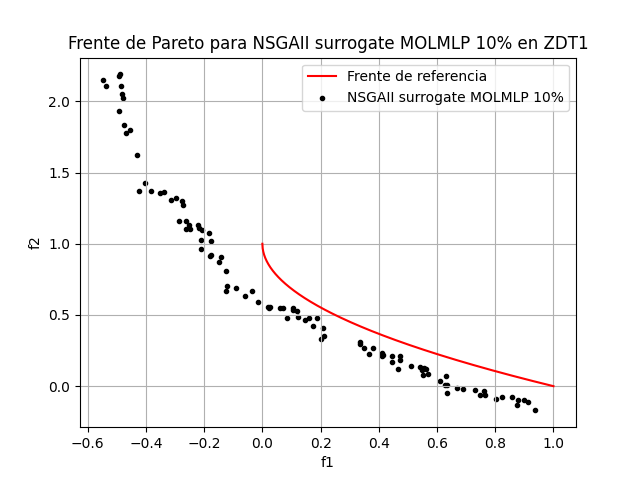 Frente de Pareto para NSGAII surrogate MOLMLP 10% en ZDT1
Frente de referencia
NSGAII surrogate MOLMLP 10%
f2
2.0
1.5
1.0
0.5
0.0
−0.6
−0.4
−0.2
0.0
0.2
0.4
0.6
0.8
1.0
f1